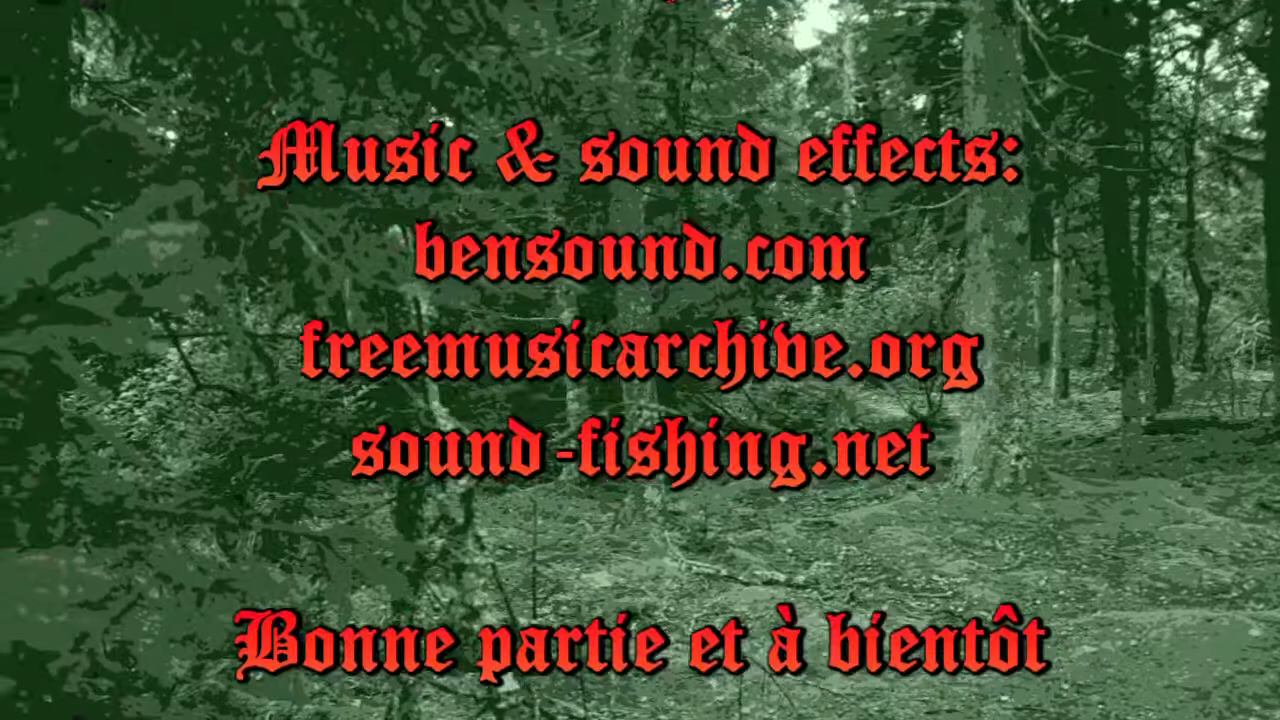 Music & sound effects:
bensound.com
freemusicarchive.org
sound-fishing.net
Bonne partie et à bientôt